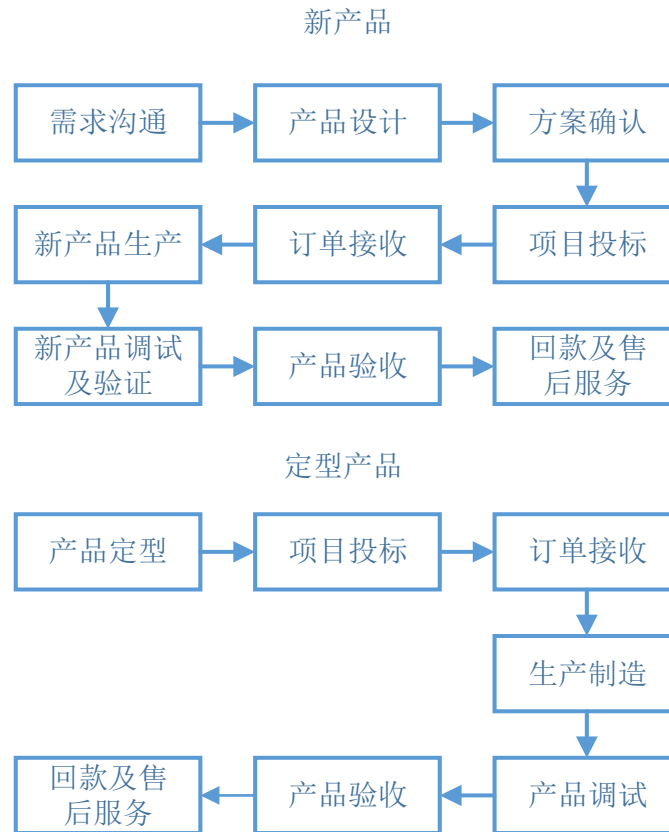 新产品
需求沟通
产品设计
方案确认
项目投标
订单接收
新产品生产
新产品调试
及验证
产品验收
回款及售
后服务
定型产品
产品定型
项目投标
订单接收
生产制造
产品调试
产品验收
回款及售
后服务